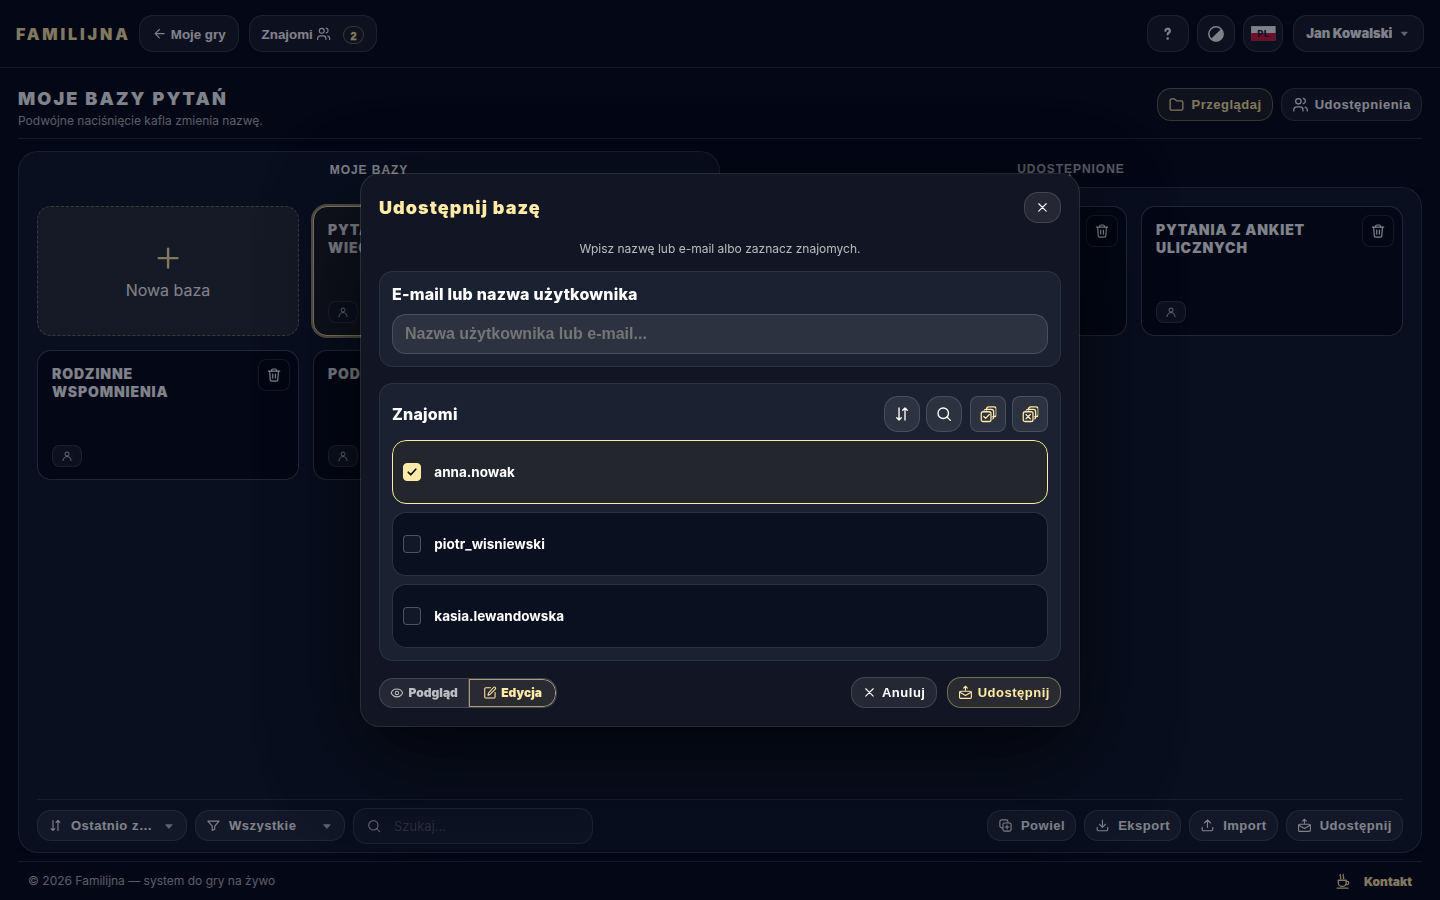 FAMILIJNA
Moje gry
Znajomi
2
?
PL
Jan Kowalski
MOJE BAZY PYTAŃ
Podwójne naciśnięcie kafla zmienia nazwę.
Przeglądaj
Udostępnienia
MOJE BAZY
UDOSTĘPNIONE
Nowa baza
PYTANIA Z ANKIET
ULICZNYCH
RODZINNE
WSPOMNIENIA
Udostępnij bazę
Wpisz nazwę lub e-mail albo zaznacz znajomych.
E-mail lub nazwa użytkownika
Nazwa użytkownika lub e-mail...
Znajomi
anna.nowak
piotr_wisniewski
kasia.lewandowska
Podgląd
Edycja
Anuluj
Udostępnij
Ostatnio z...
Wszystkie
Szukaj...
Powiel
Eksport
Import
Udostępnij
© 2026 Familijna — system do gry na żywo
Kontakt